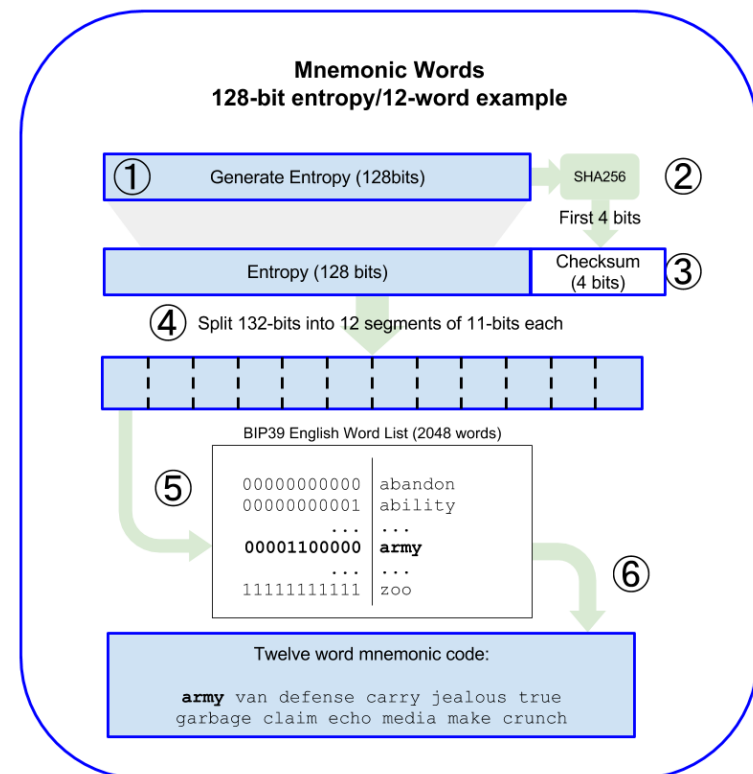 Mnemonic Words
128-bit entropy/12-word example
① Generate Entropy (128bits) SHA256 ②
First 4 bits
Entropy (128 bits) Checksum (4 bits) ③
④ Split 132-bits into 12 segments of 11-bits each
BIP39 English Word List (2048 words)
⑤
00000000000 abandon
00000000001 ability
... ...
00001100000 army
... ...
11111111111 zoo
⑥
Twelve word mnemonic code:
army van defense carry jealous true
garbage claim echo media make crunch